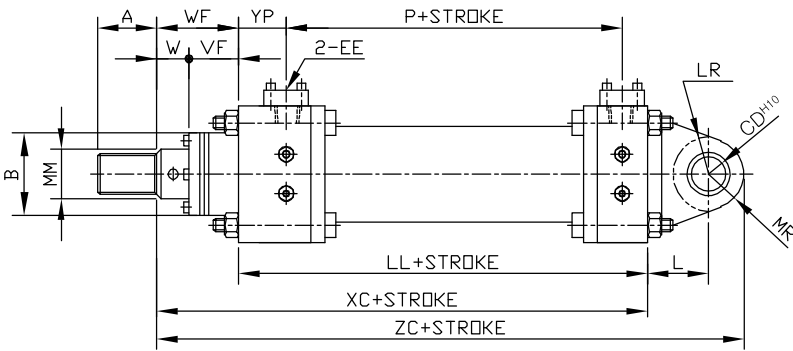 A
WF
YP
P+STROKE
W
VF
2-EE
LR
CDH10
B
MM
MR
LL+STROKE
L
XC+STROKE
ZC+STROKE